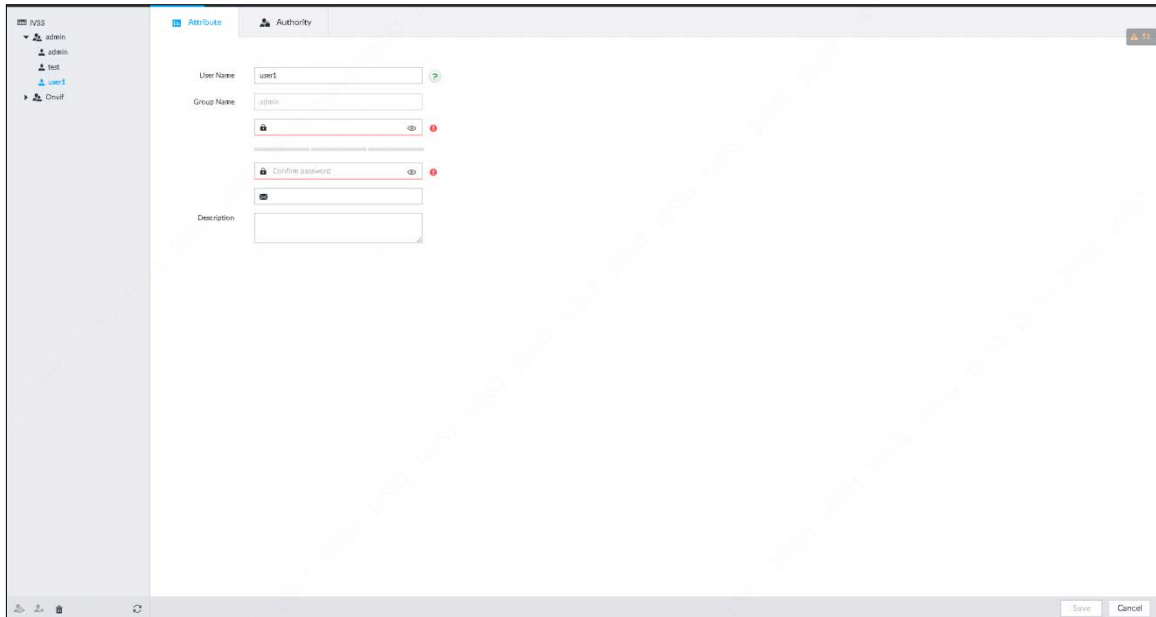 IVSS
admin
admin
test
user1
Onvif
Attribute
Authority
51
User Name
user1
Group Name
admin
Confirm password
Description
Save
Cancel